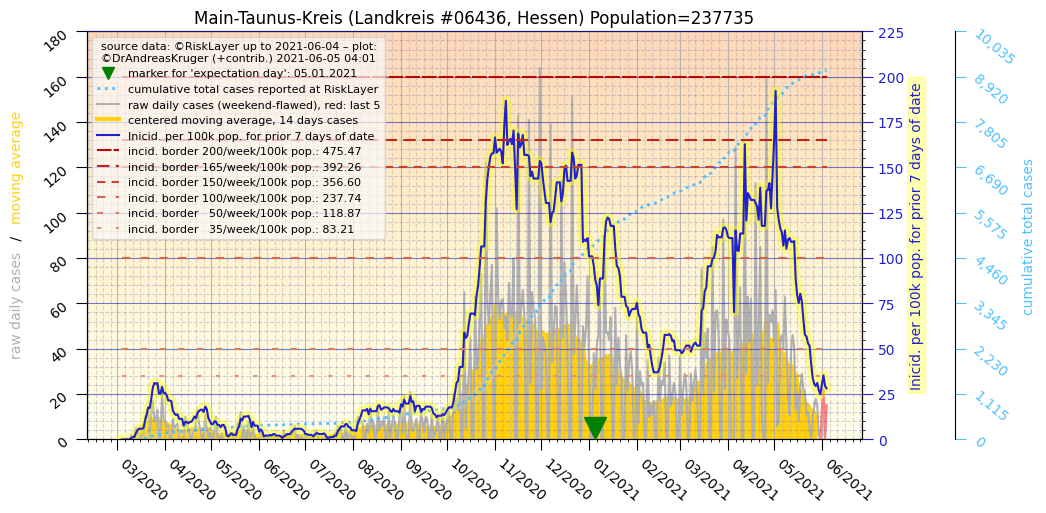 Main-Taunus-Kreis (Landkreis #06436, Hessen) Population=237735
source data: ©RiskLayer up to 2021-06-04 – plot:
©DrAndreasKruger (+contrib.) 2021-06-05 04:01
marker for 'expectation day': 05.01.2021
cumulative total cases reported at RiskLayer
raw daily cases (weekend-flawed), red: last 5
centered moving average, 14 days cases
Inicid. per 100k pop. for prior 7 days of date
incid. border 200/week/100k pop.: 475.47
incid. border 165/week/100k pop.: 392.26
incid. border 150/week/100k pop.: 356.60
incid. border 100/week/100k pop.: 237.74
incid. border 50/week/100k pop.: 118.87
incid. border 35/week/100k pop.: 83.21
raw daily cases / moving average
180
160
140
120
100
80
60
40
20
0
225
200
175
150
125
100
75
50
25
0
Inicid. per 100k pop. for prior 7 days of date
10,035
8,920
7,805
6,690
5,575
4,460
3,345
2,230
1,115
0
cumulative total cases
03/2020
04/2020
05/2020
06/2020
07/2020
08/2020
09/2020
10/2020
11/2020
12/2020
01/2021
02/2021
03/2021
04/2021
05/2021
06/2021